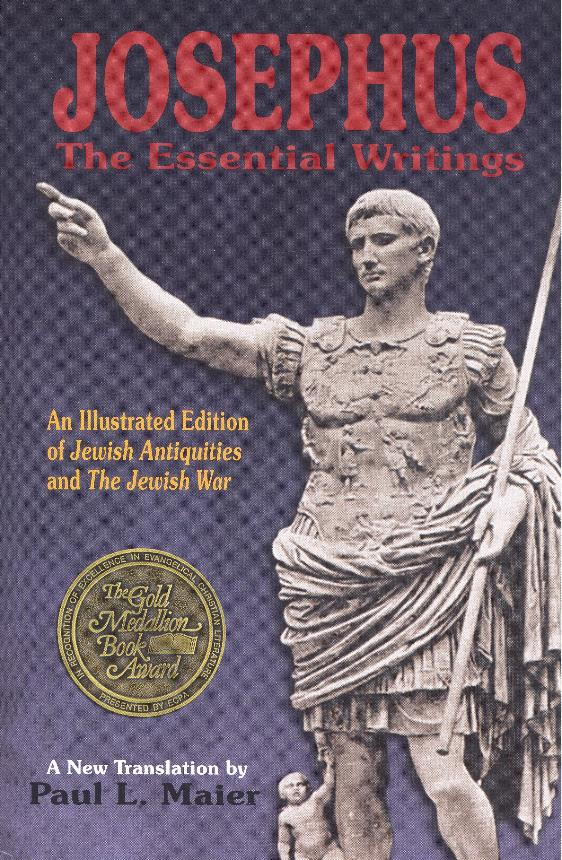 JOSEPHUS
The Essential Writings
An Illustrated Edition
of Jewish Antiquities
and The Jewish War
IN RECOGNITION OF EXCELLENCE IN EVANGELICAL CHRISTIAN LITERATURE
The Gold
Medallion
Book
Award
PRESENTED BY ECPA
A New Translation by
Paul L. Maier